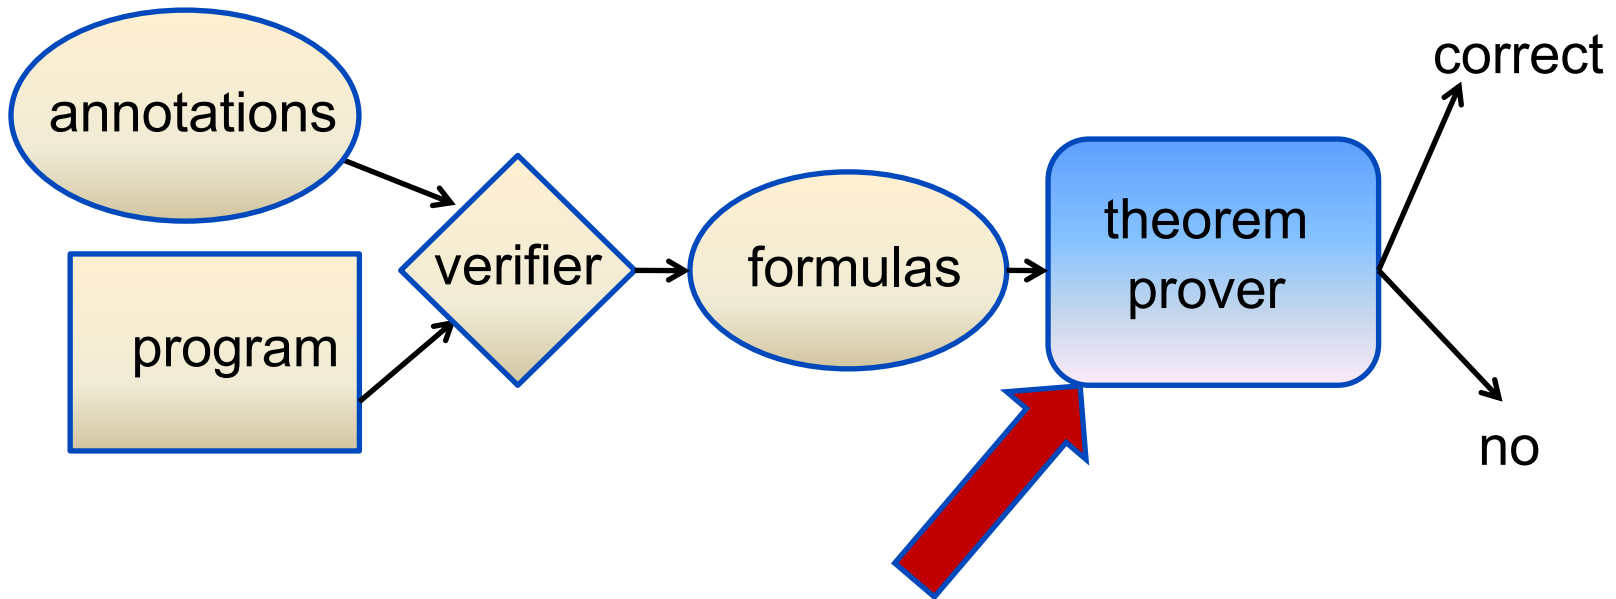 annotations
program
verifier
formulas
theorem
prover
correct
no